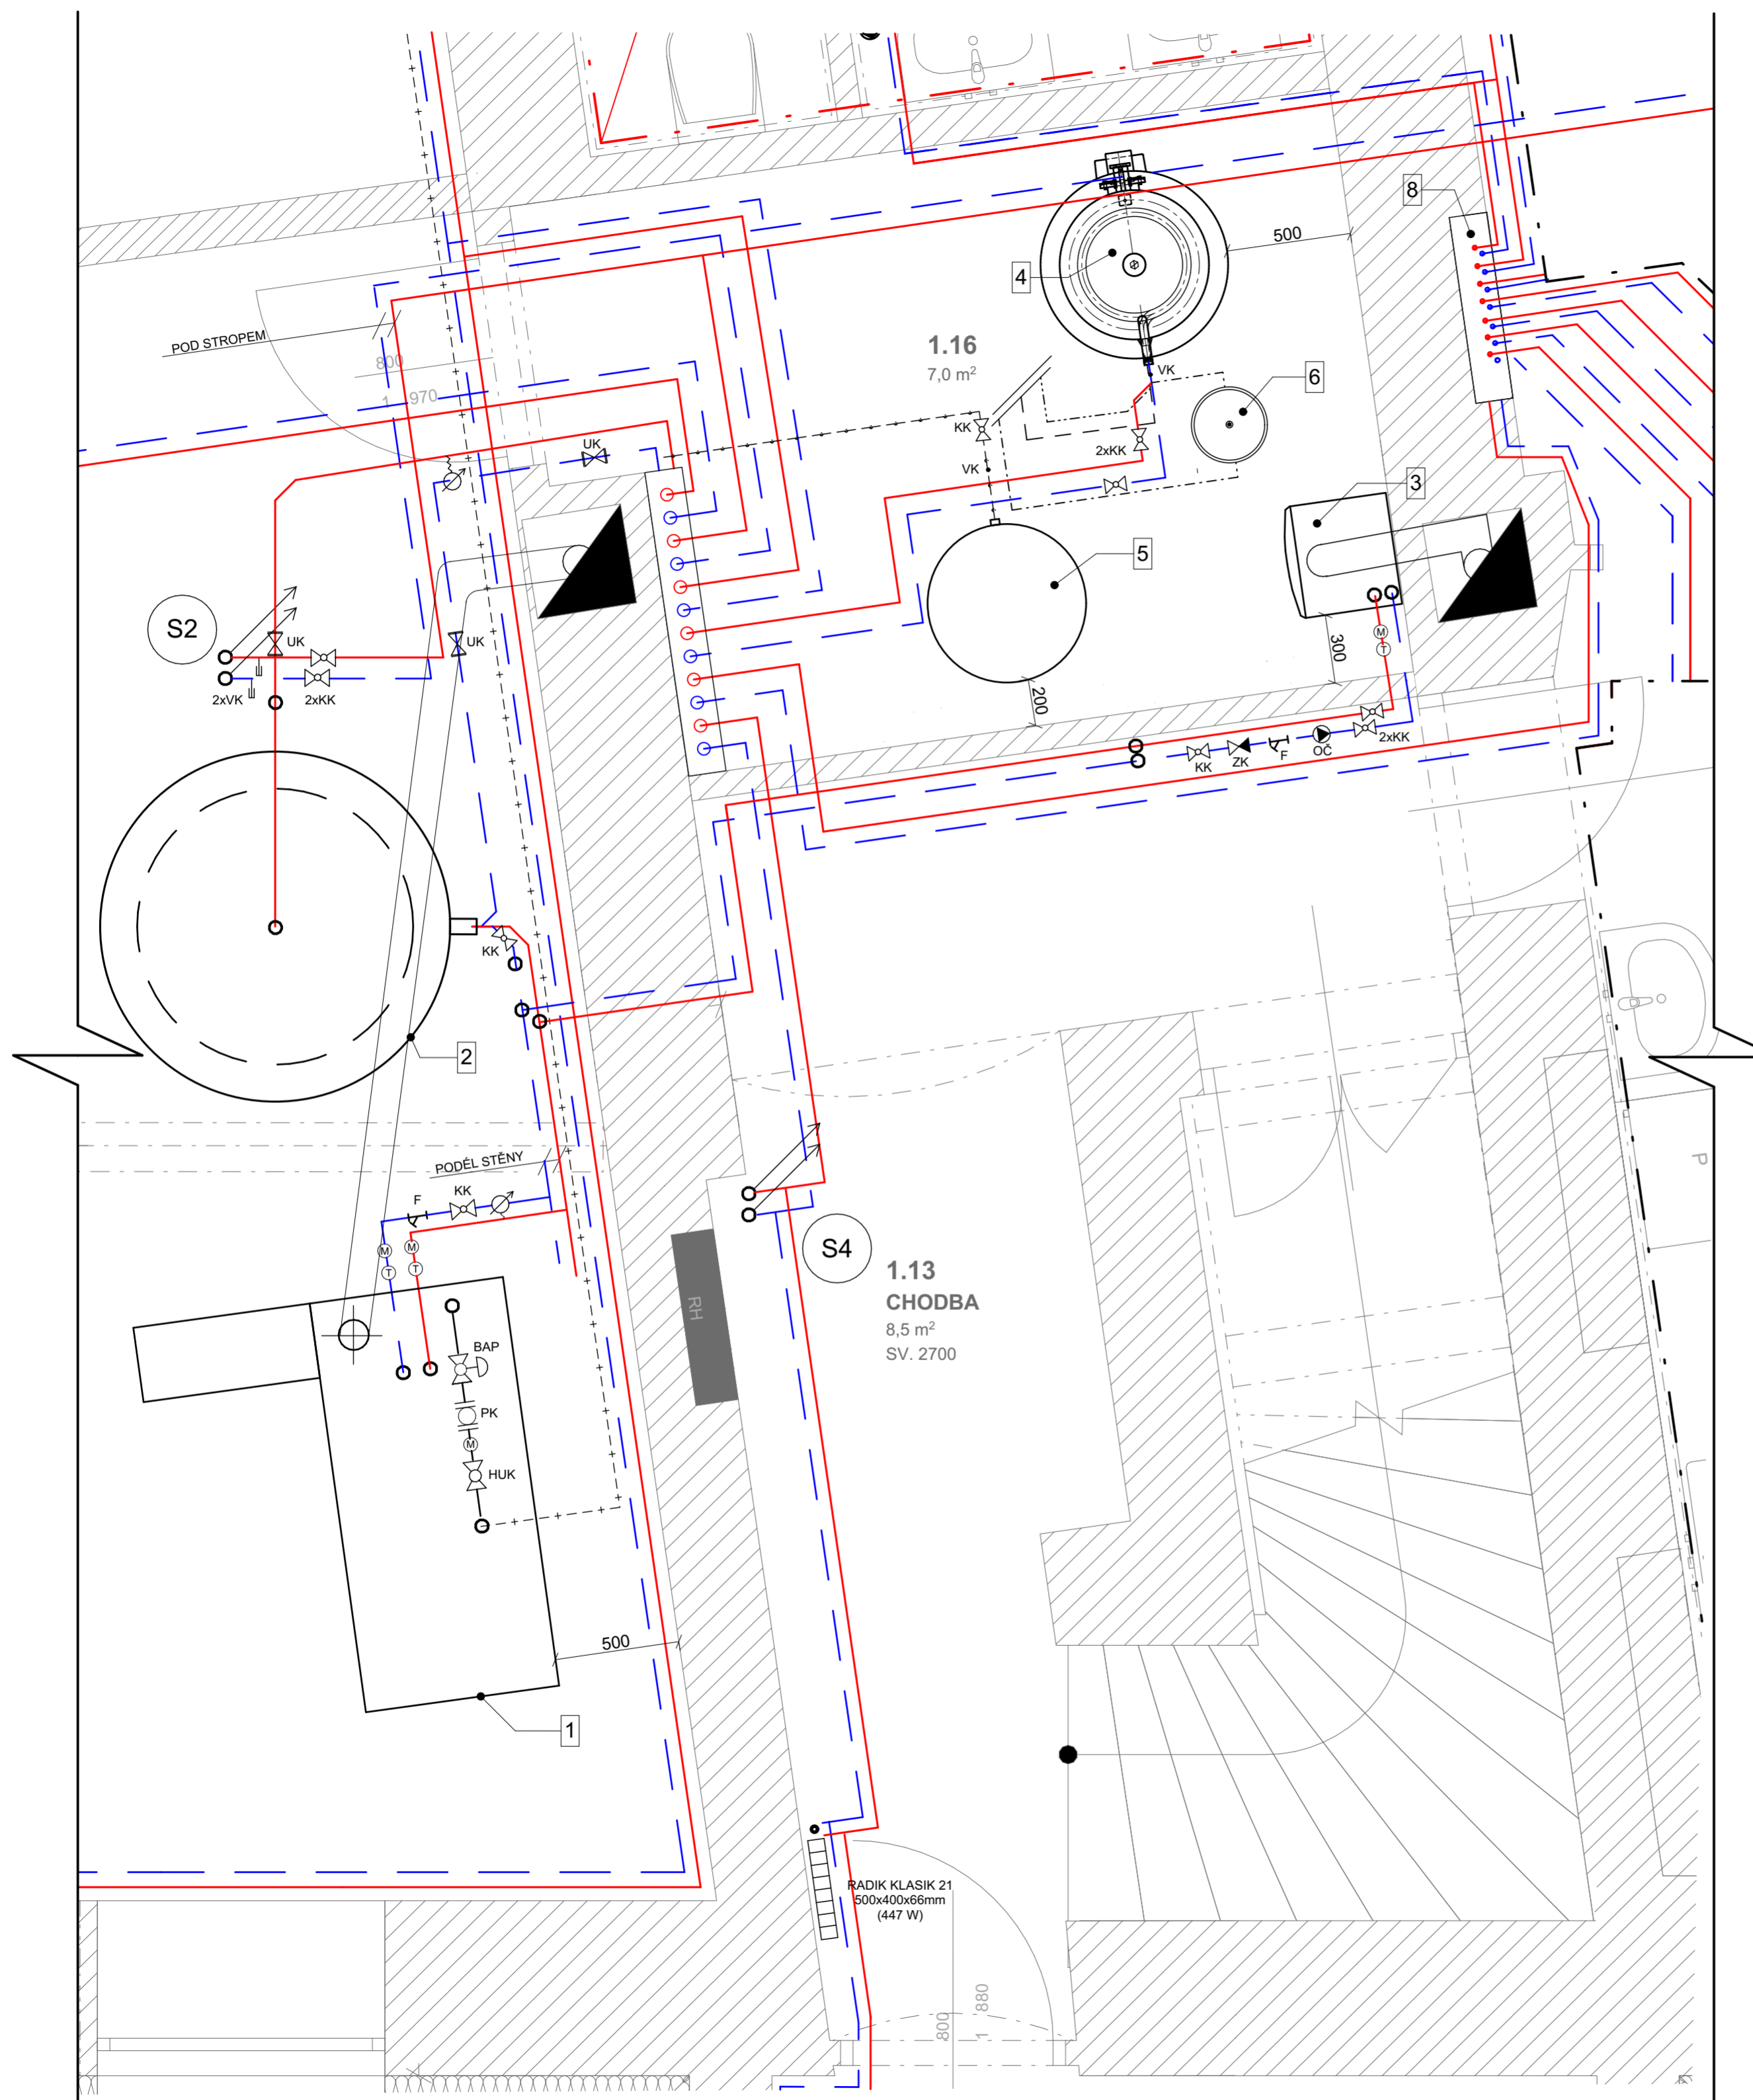 8
500
4
POD STROPEM
800
1 970
1.16
7,0 m²
VK
6
KK
UK
2xKK
VK
3
5
S2
UK
UK
2xVK
2xKK
M
T
300
200
2xKK
KK
ZK
F
OČ
KK
2
PODÉL STĚNY
F
KK
M
T
M
T
P
S4
1.13
CHODBA
8,5 m²
SV. 2700
RH
BAP
PK
M
HUK
500
1
RADIK KLASIK 21
500x400x66mm
(447 W)
800
1 880